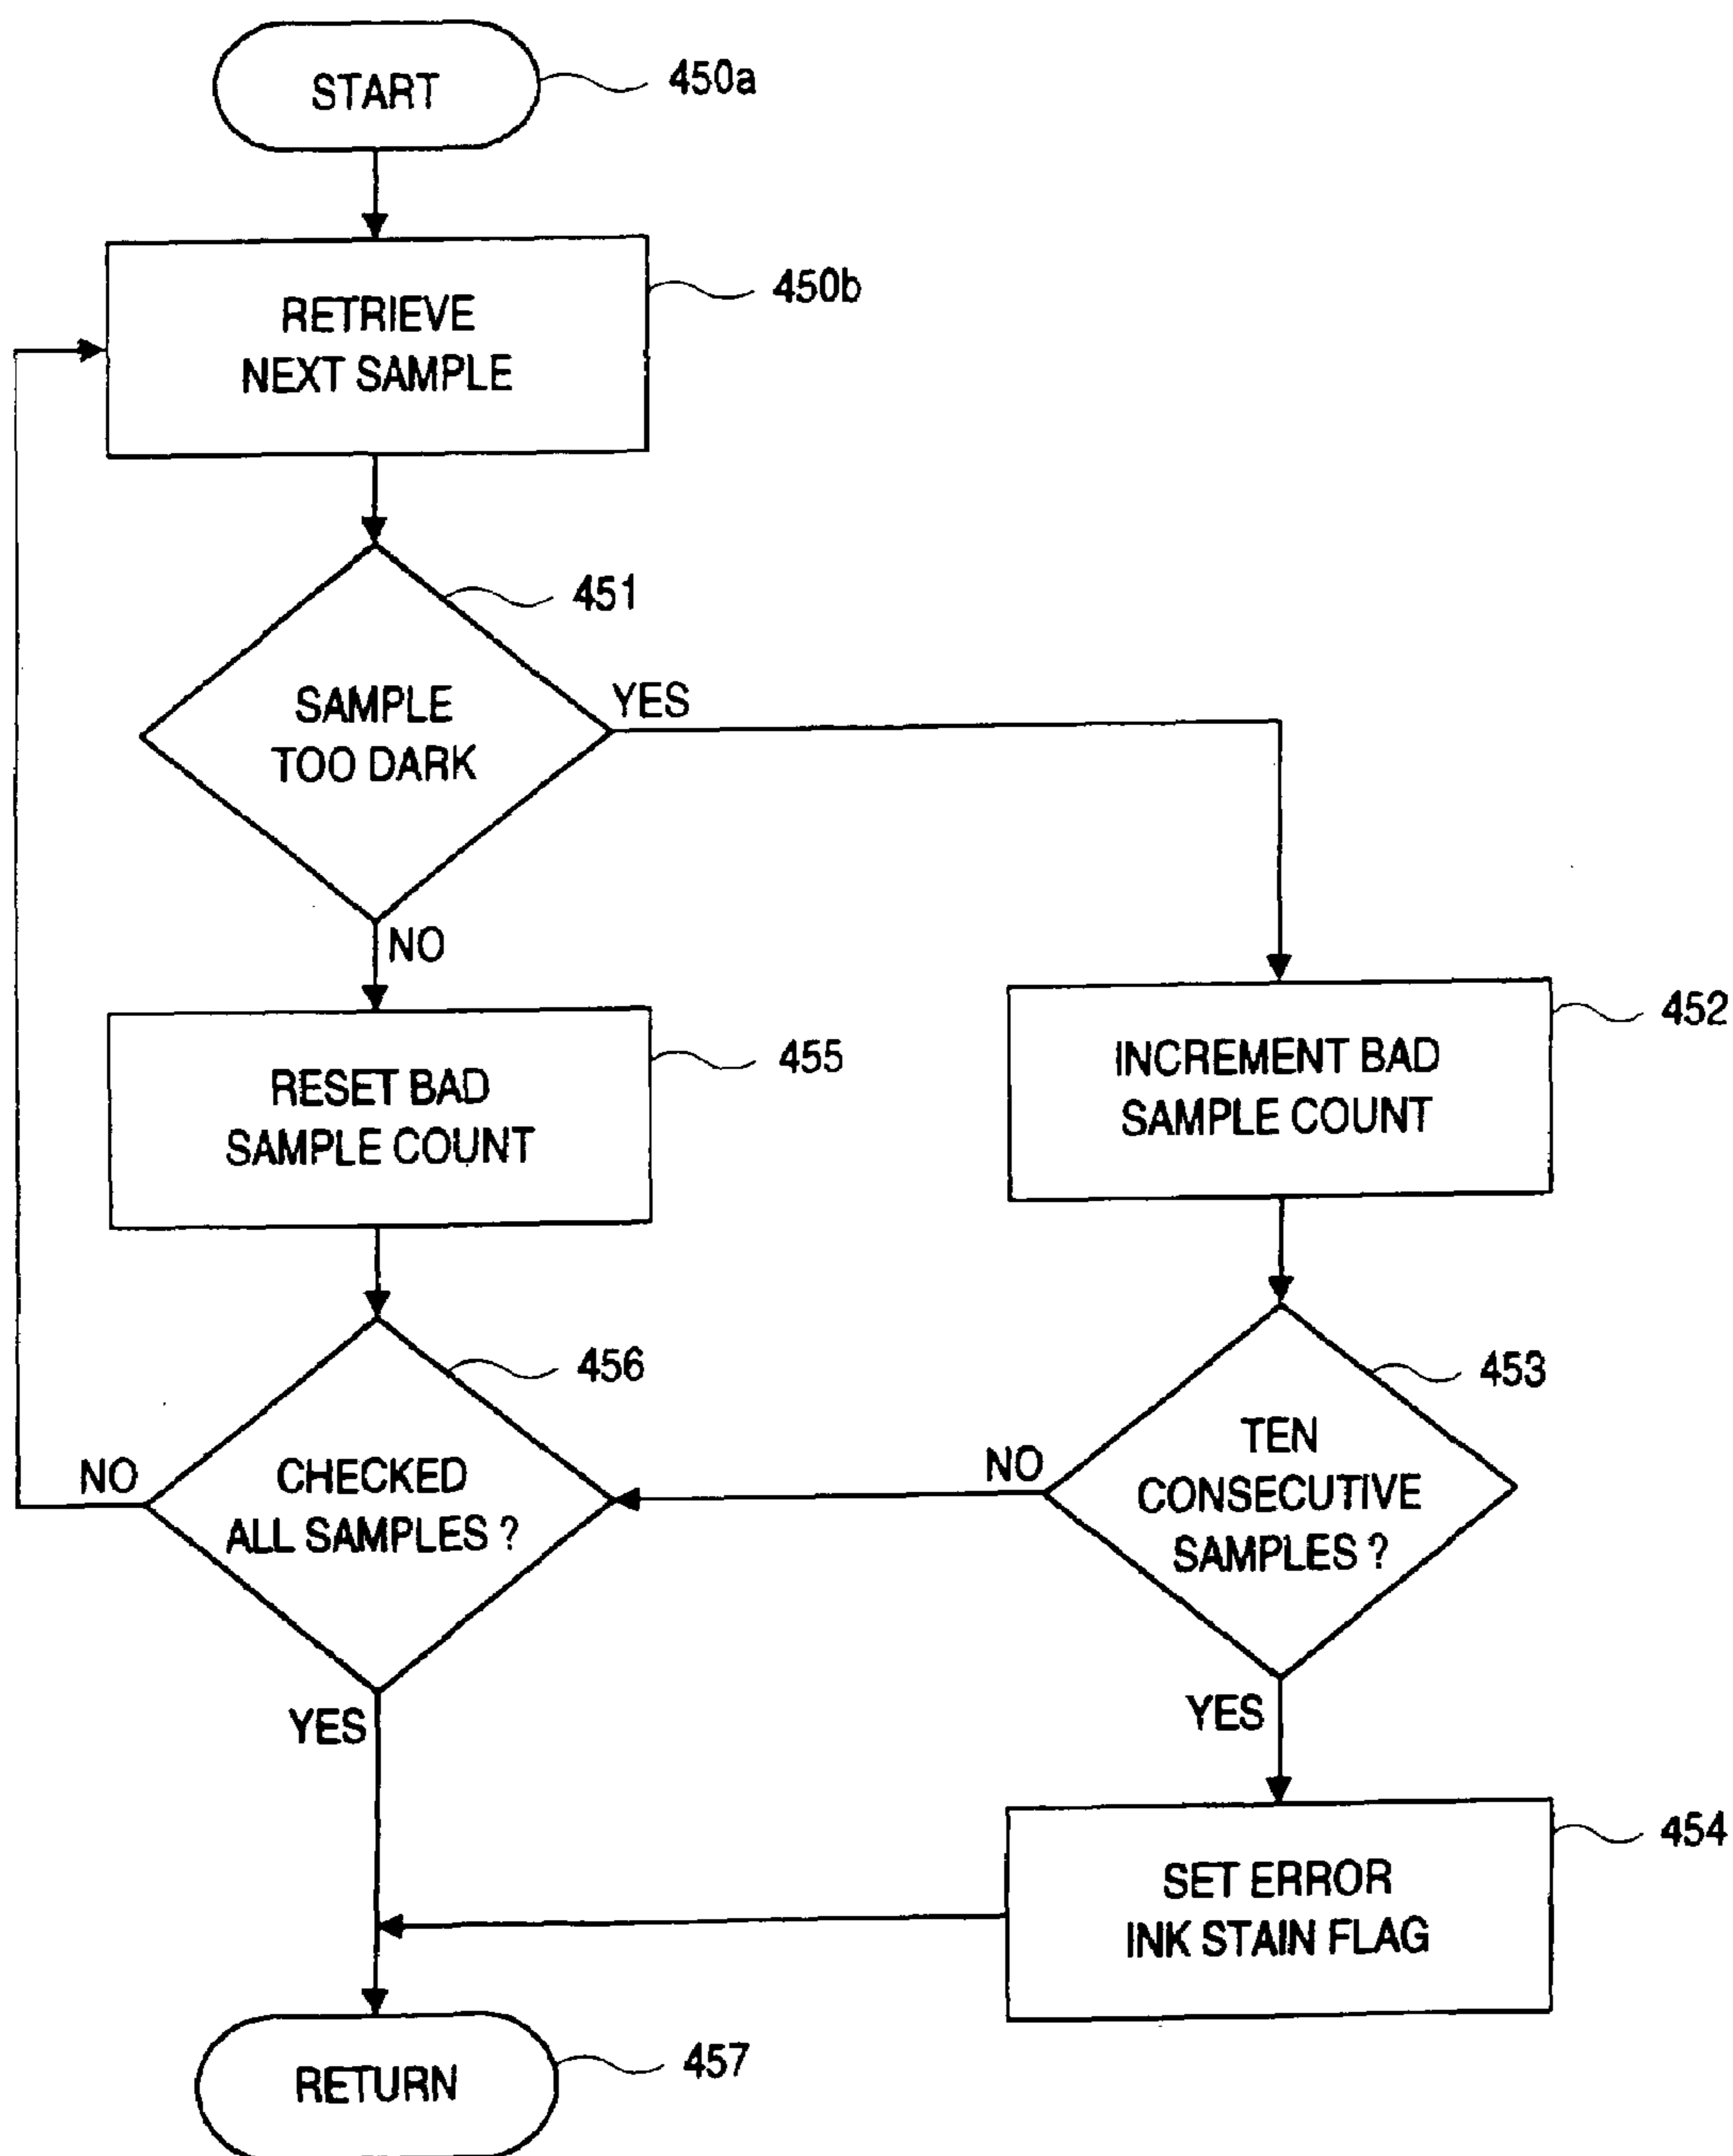 START
450a
RETRIEVE
NEXT SAMPLE
450b
451
SAMPLE
TOO DARK
YES
NO
RESET BAD
SAMPLE COUNT
455
INCREMENT BAD
SAMPLE COUNT
452
456
CHECKED
ALL SAMPLES ?
NO
YES
453
TEN
CONSECUTIVE
SAMPLES ?
NO
YES
SET ERROR
INK STAIN FLAG
454
RETURN
457